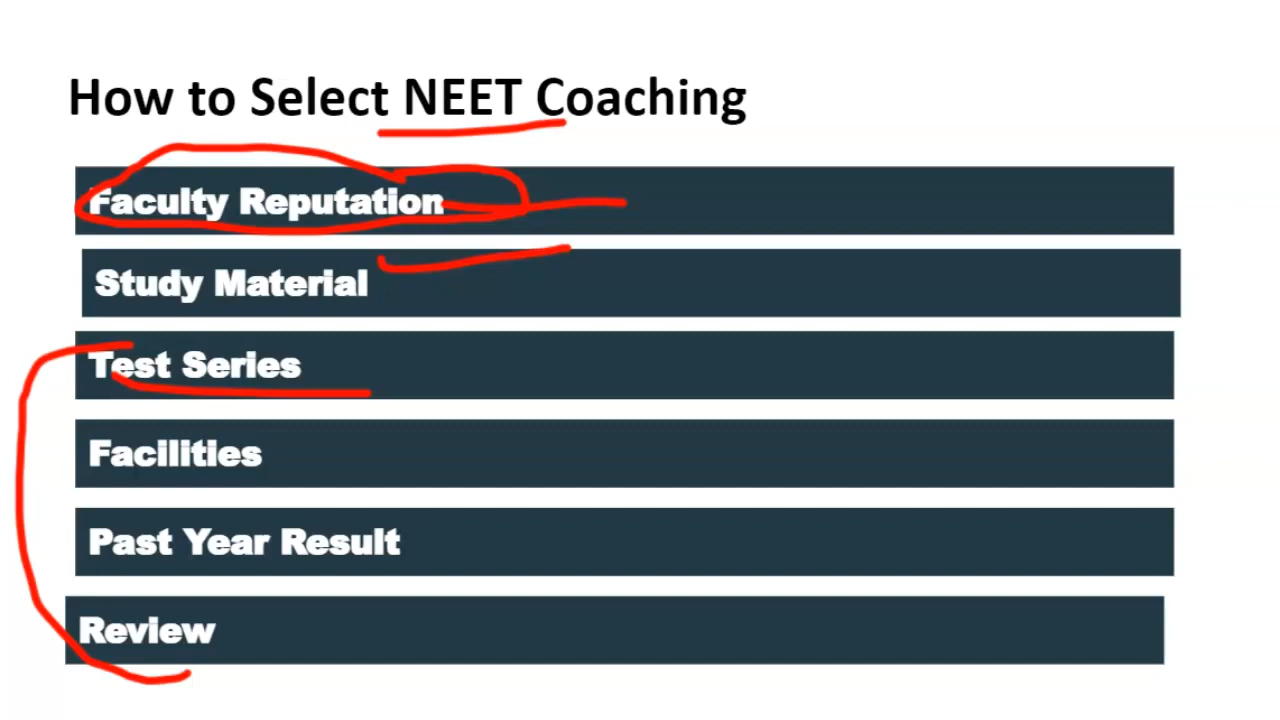 How to Select NEET Coaching
Faculty Reputation
Study Material
Test Series
Facilities
Past Year Result
Review